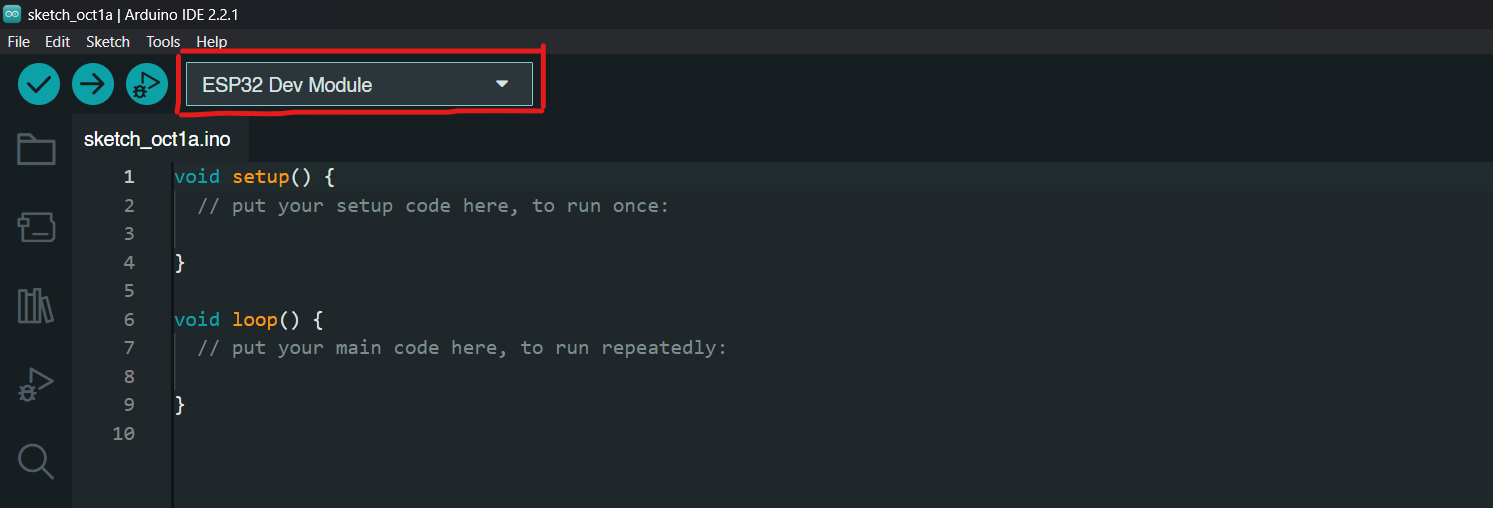 sketch_oct1a | Arduino IDE 2.2.1
File Edit Sketch Tools Help
ESP32 Dev Module
sketch_oct1a.ino
1 void setup() {
2 // put your setup code here, to run once:
3
4 }
5
6 void loop() {
7 // put your main code here, to run repeatedly:
8
9 }
10